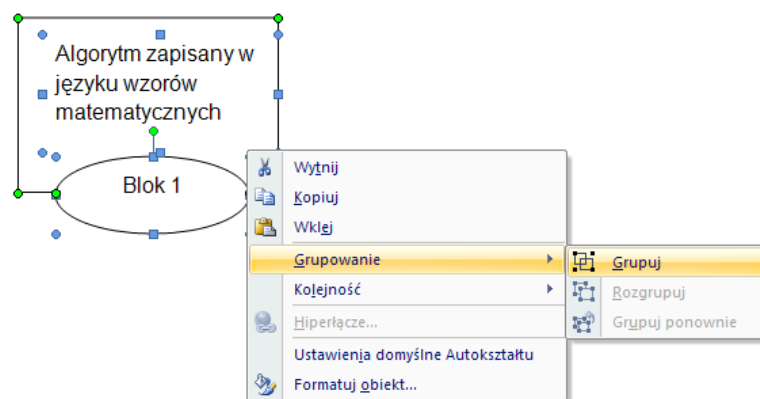 Algorytm zapisany w
języku wzorów
matematycznych
Blok 1
Wytnij
Kopiuj
Wklej
Grupowanie
Kolejność
Hiperłącze...
Ustawienia domyślne Autokształtu
Formatuj obiekt...
Grupuj
Rozgrupuj
Grupuj ponownie